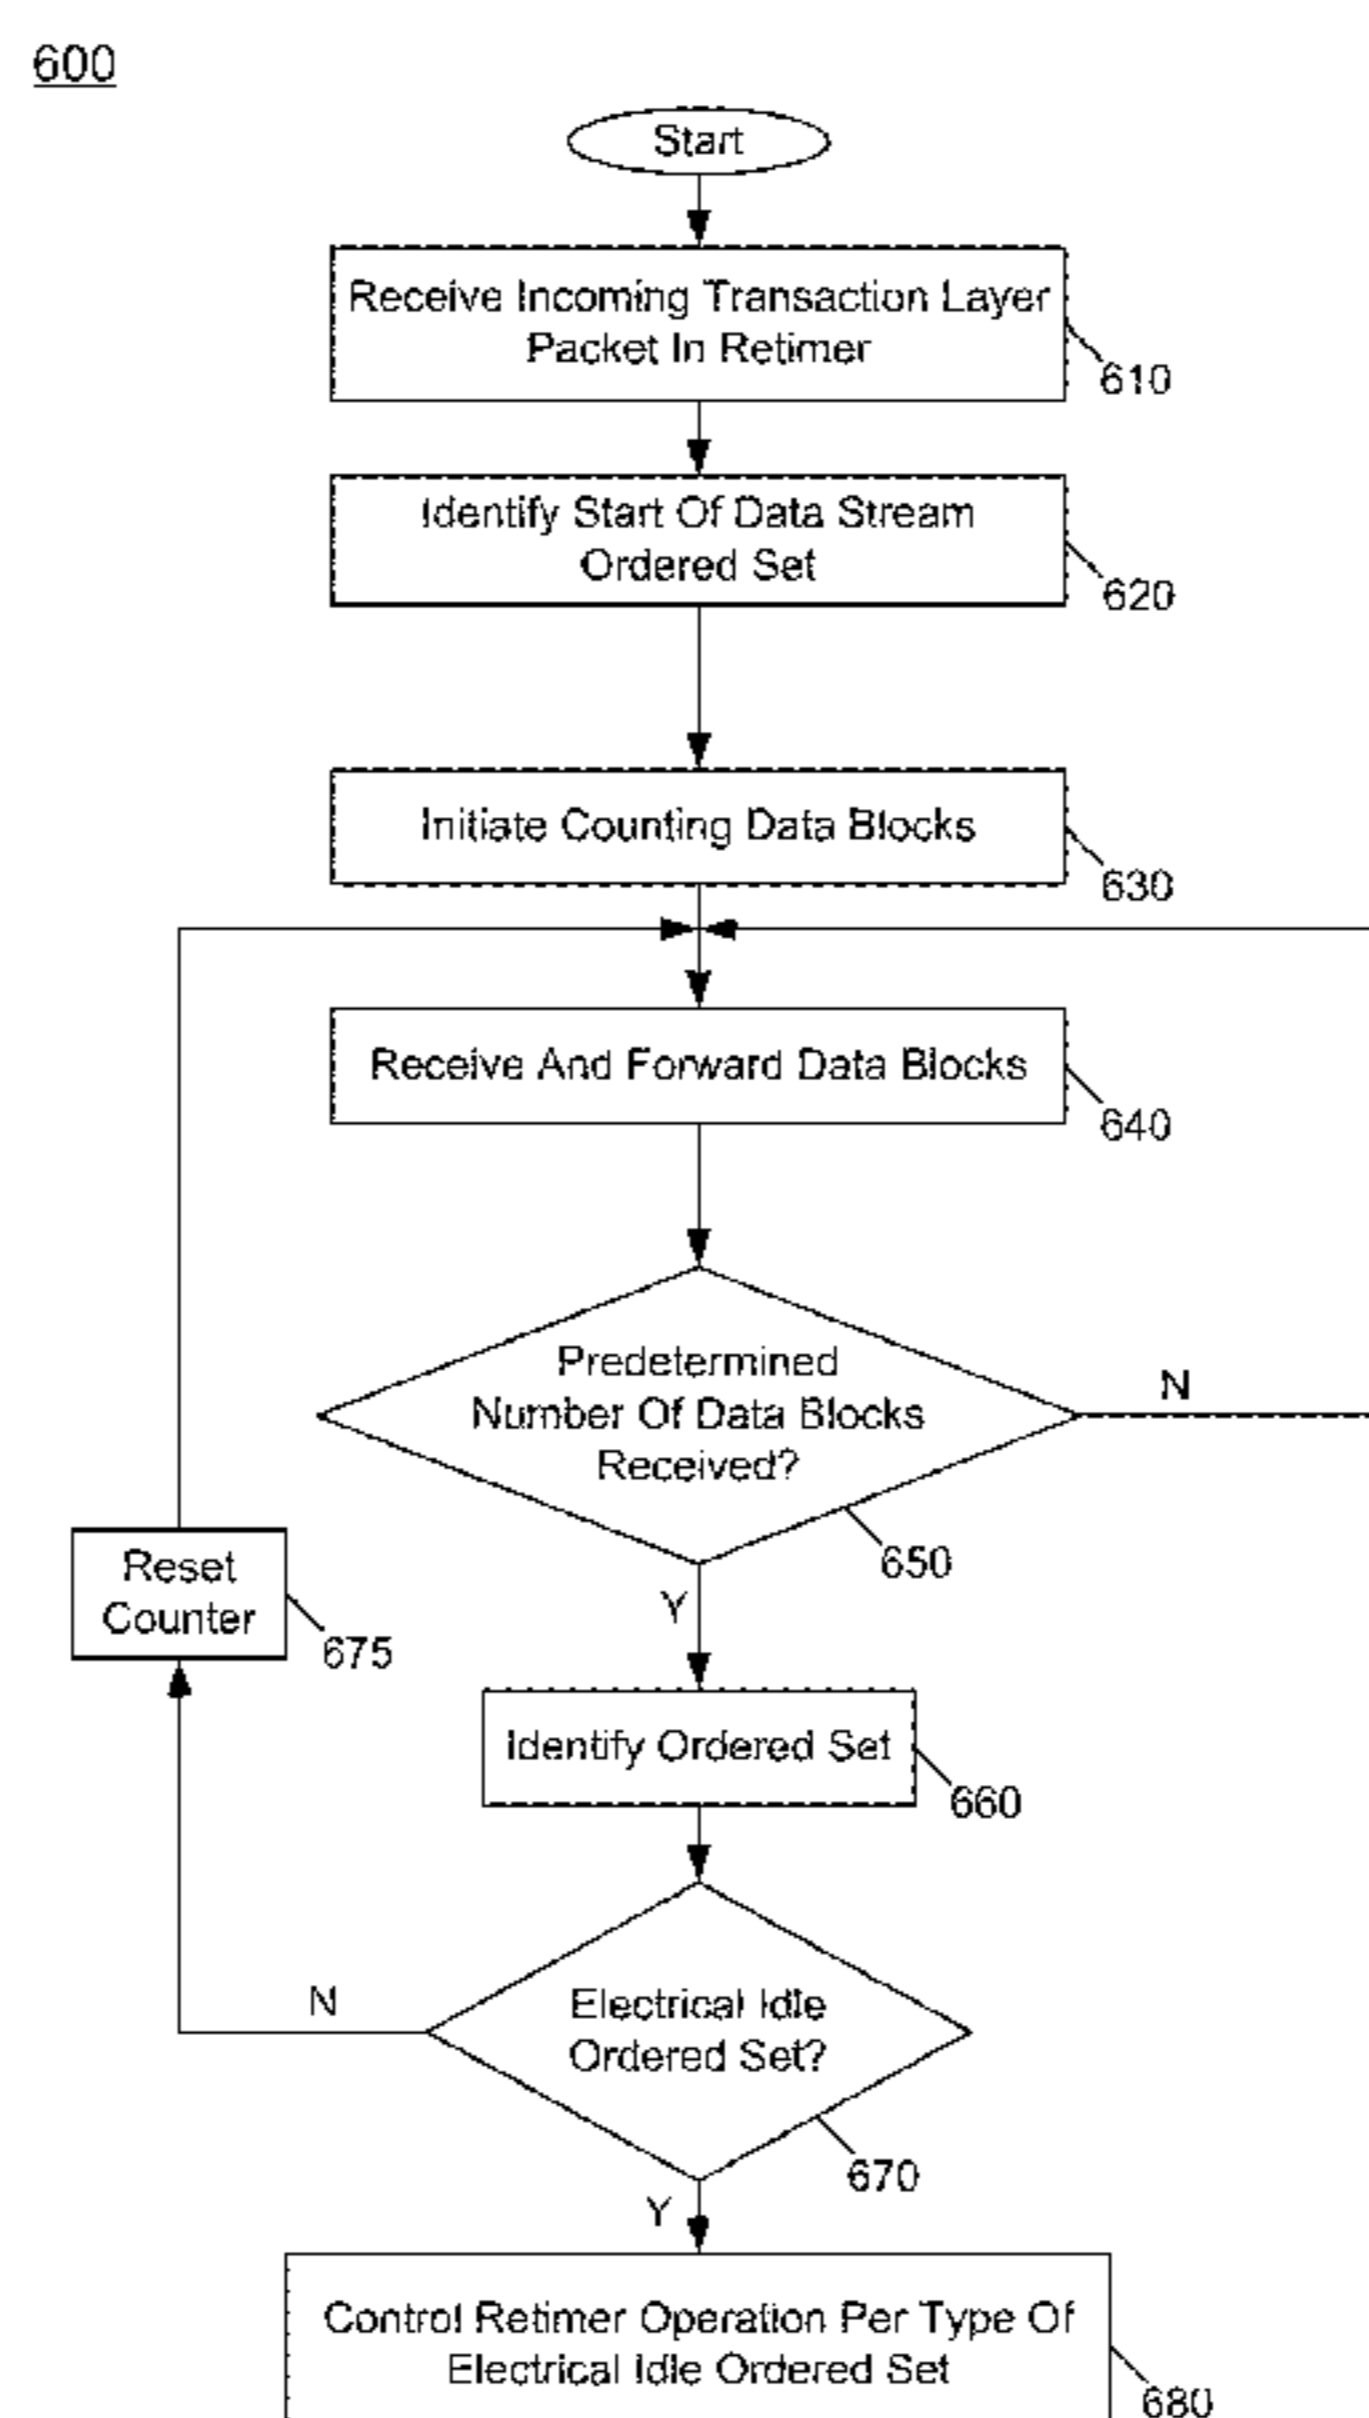 600
Start
Receive Incoming Transaction Layer
Packet In Retimer
610
Identify Start Of Data Stream
Ordered Set
620
Initiate Counting Data Blocks
630
Receive And Forward Data Blocks
640
Predetermined
Number Of Data Blocks
Received?
N
650
Y
Reset
Counter
675
Identify Ordered Set
660
Electrical Idle
Ordered Set?
N
670
Y
Control Retimer Operation Per Type Of
Electrical Idle Ordered Set
680